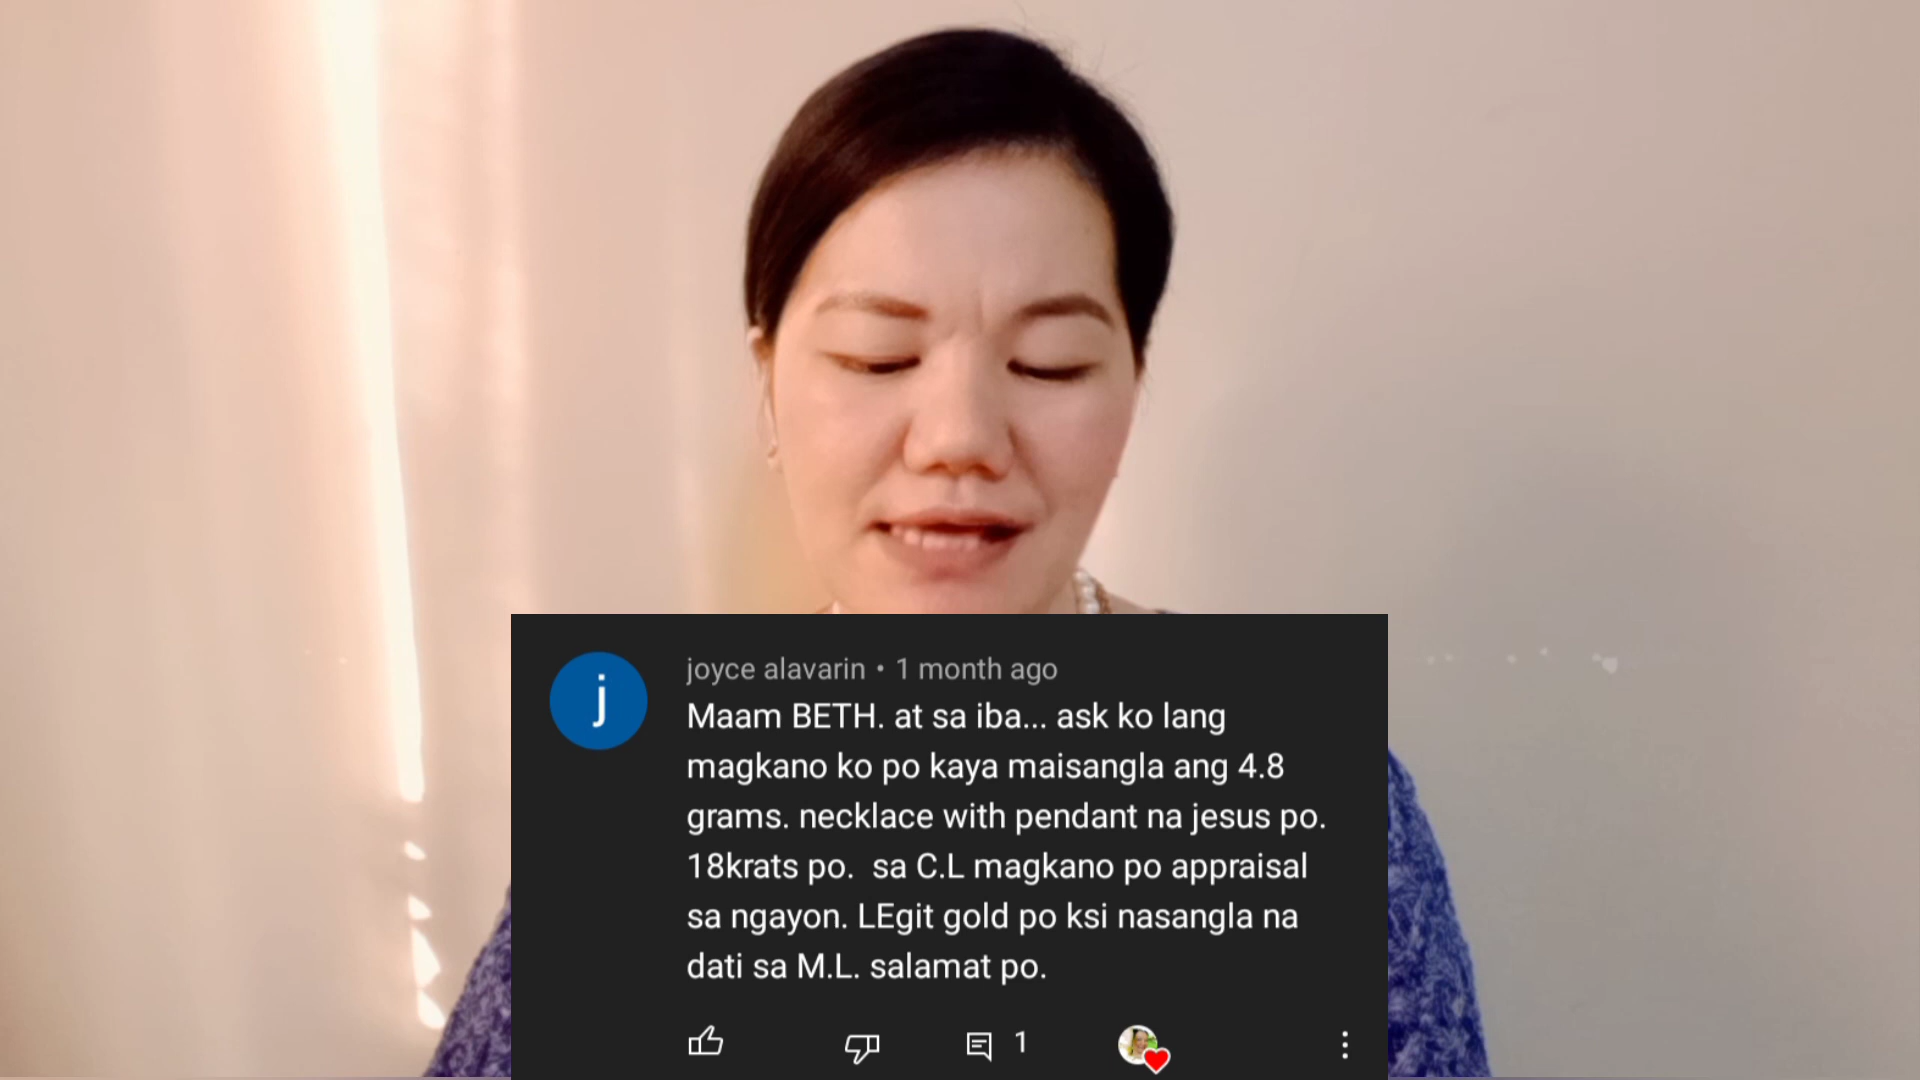 j
joyce alavarin • 1 month ago
Maam BETH. at sa iba... ask ko lang
magkano ko po kaya maisangla ang 4.8
grams. necklace with pendant na jesus po.
18krats po.  sa C.L magkano po appraisal
sa ngayon. LEgit gold po ksi nasangla na
dati sa M.L. salamat po.
1